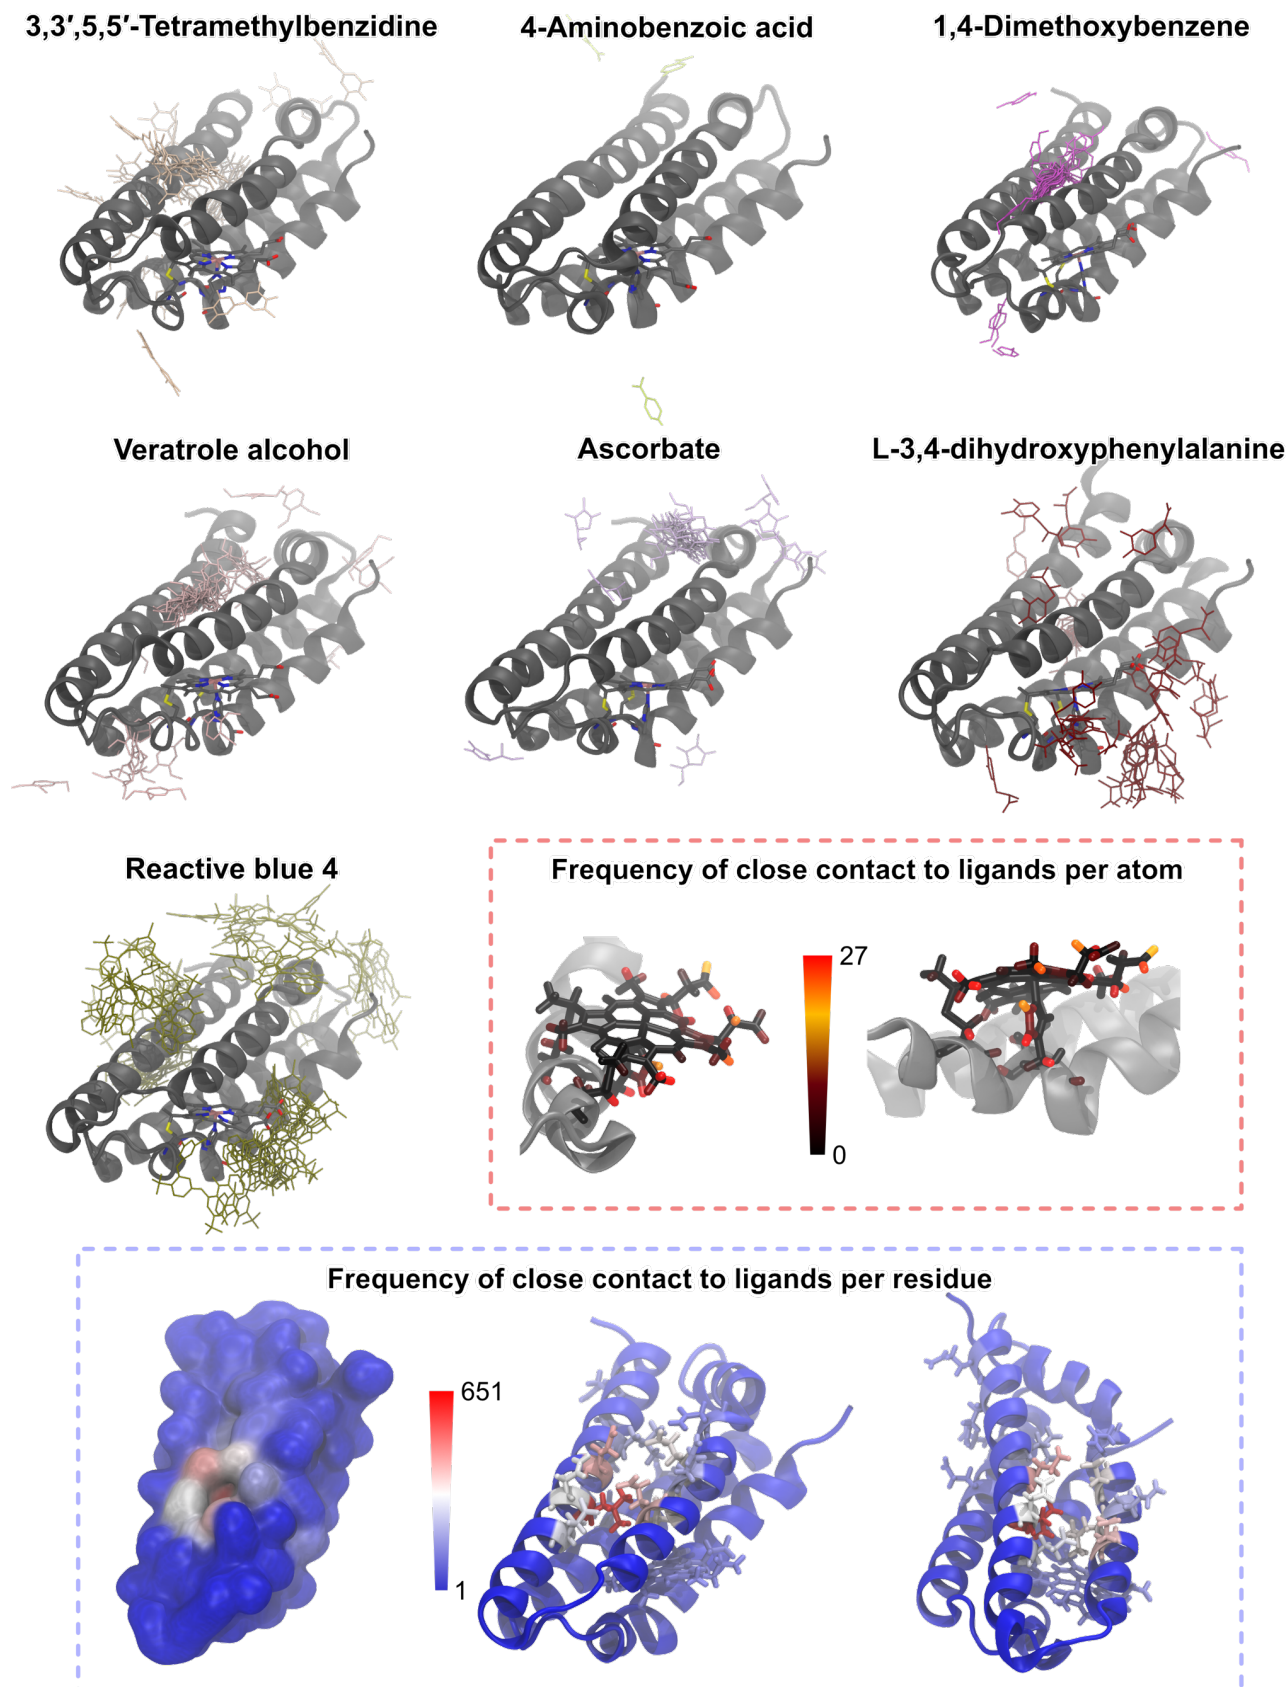 3,3′,5,5′-Tetramethylbenzidine
4-Aminobenzoic acid
1,4-Dimethoxybenzene
Veratrole alcohol
Ascorbate
L-3,4-dihydroxyphenylalanine
Reactive blue 4
Frequency of close contact to ligands per atom
27
0
Frequency of close contact to ligands per residue
651
1